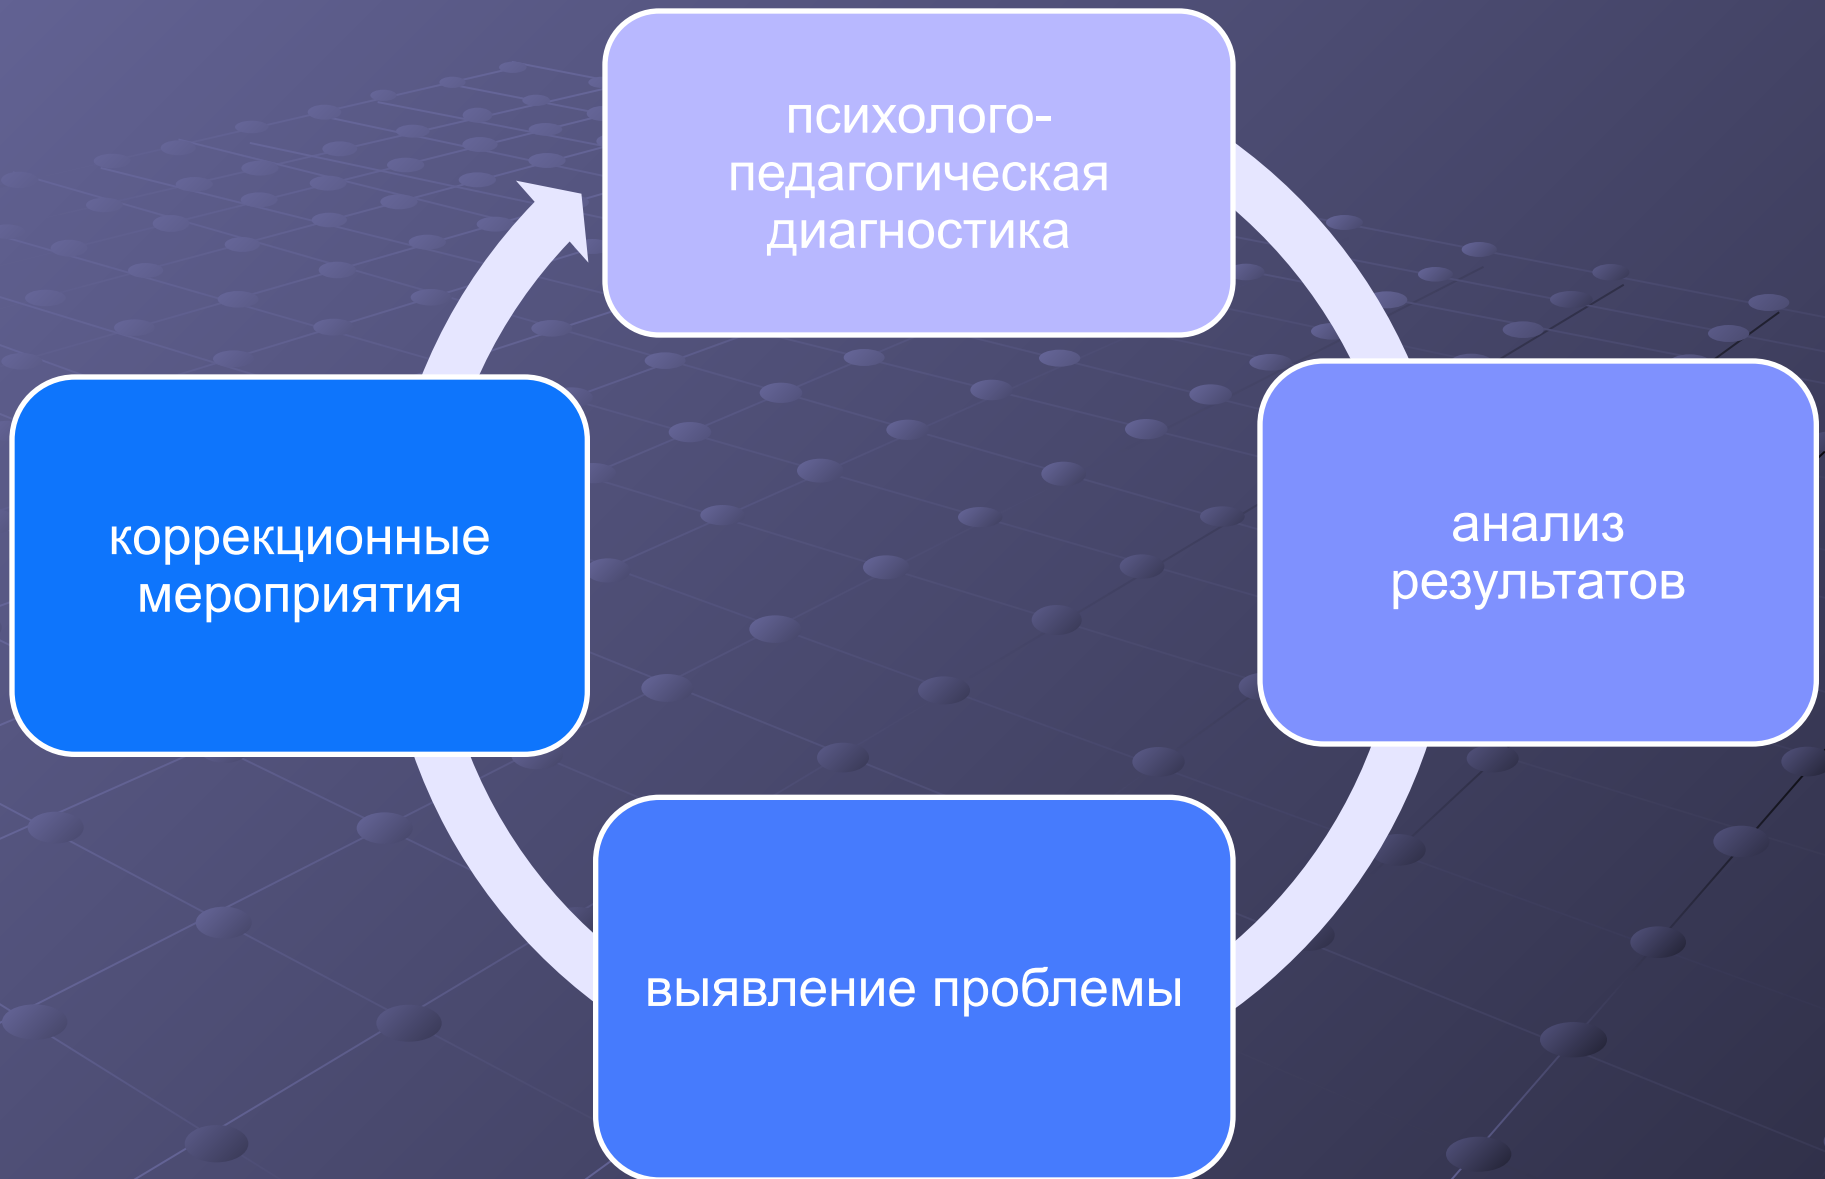 психолого-
педагогическая
диагностика
анализ
результатов
выявление проблемы
коррекционные
мероприятия